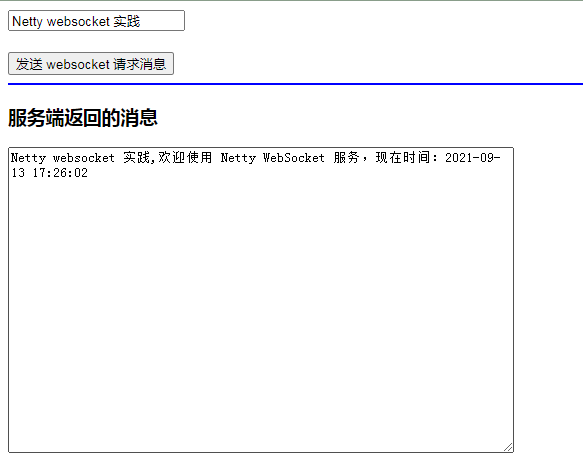 Netty websocket 实践
发送 websocket 请求消息
服务端返回的消息
Netty websocket 实践,欢迎使用 Netty WebSocket 服务，现在时间：2021-09-
13 17:26:02